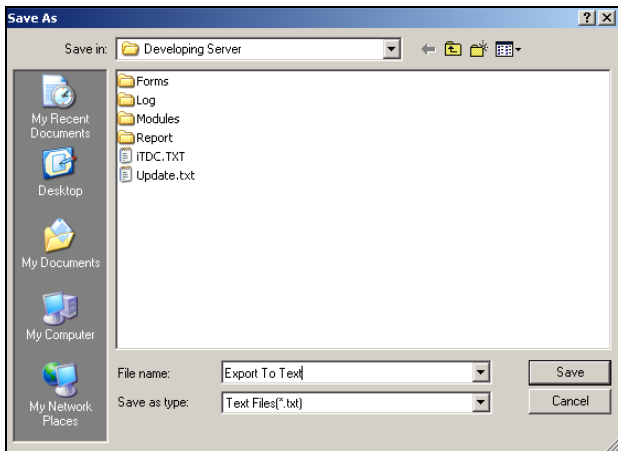 Save As
Save in:
Developing Server
My Recent
Documents
Desktop
My Documents
My Computer
My Network
Places
Forms
Log
Modules
Report
iTDC.TXT
Update.txt
File name:
Export To Text
Save
Save as type:
Text Files(*.txt)
Cancel